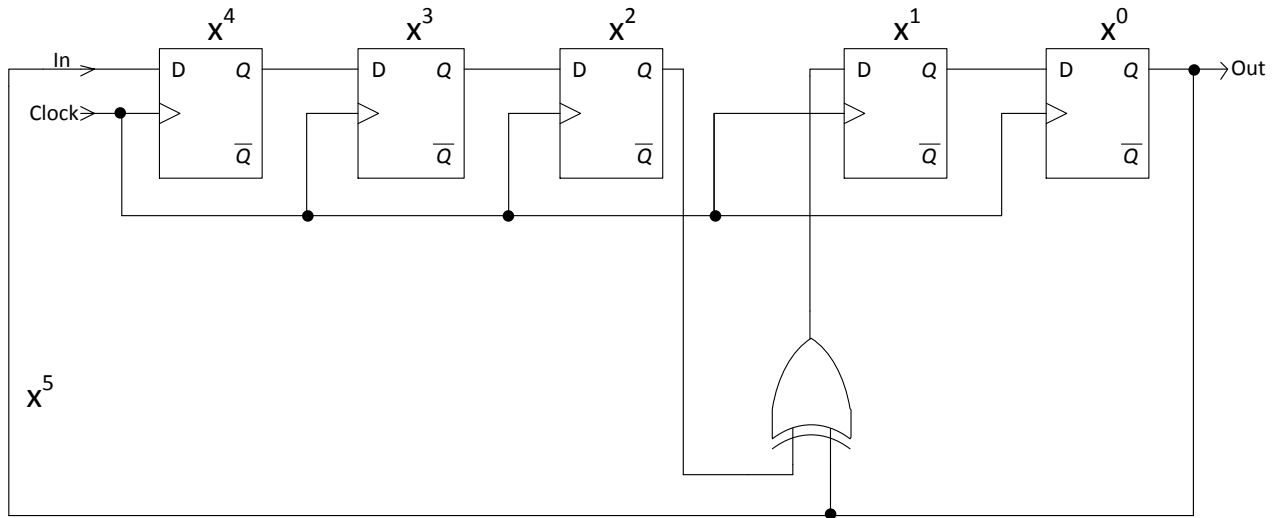 x⁴ x³ x² x¹ x⁰
In D Q D Q D Q D Q D Q Out
Clock
Q̅ Q̅ Q̅ Q̅ Q̅
x⁵